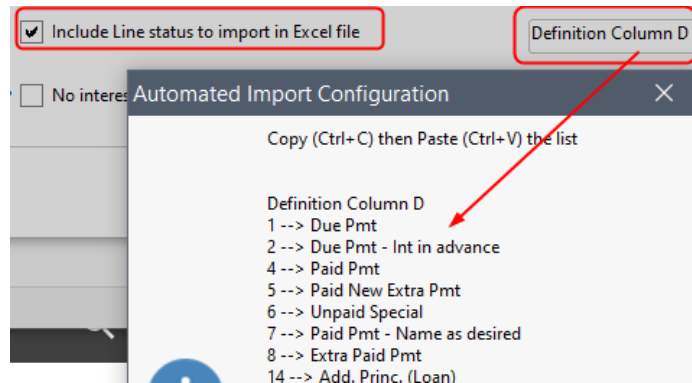 Include Line status to import in Excel file
Definition Column D
No interes
Automated Import Configuration
Copy (Ctrl+C) then Paste (Ctrl+V) the list
Definition Column D
1 --> Due Pmt
2 --> Due Pmt - Int in advance
4 --> Paid Pmt
5 --> Paid New Extra Pmt
6 --> Unpaid Special
7 --> Paid Pmt - Name as desired
8 --> Extra Paid Pmt
14 --> Add. Princ. (Loan)